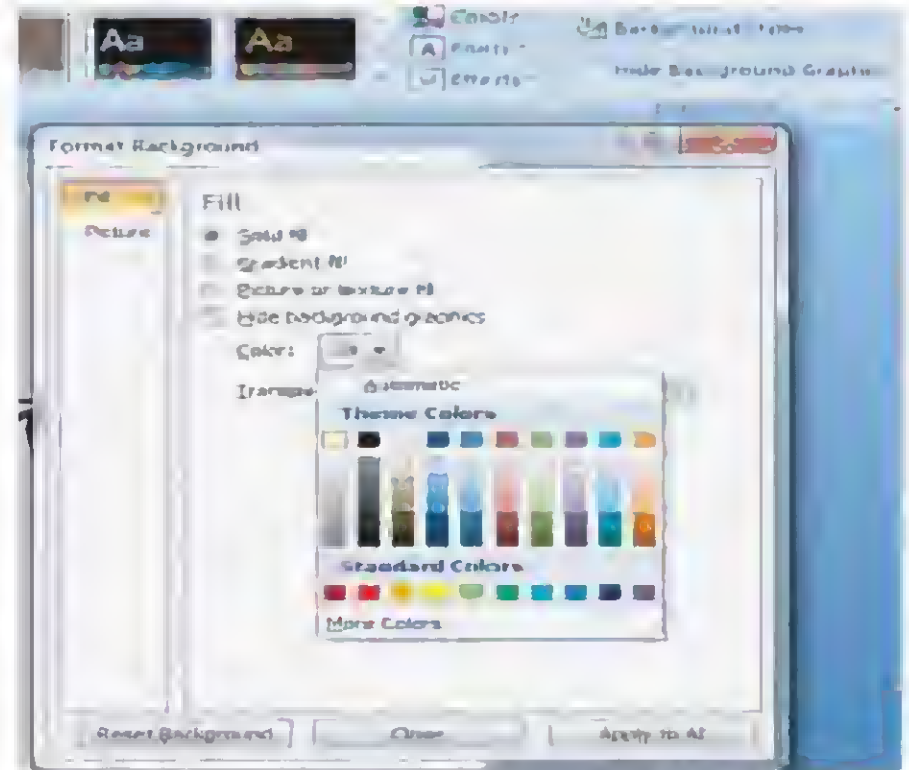 Aa Aa
Colors
Fonts
Effects
Background Styles
Hide Background Graphics
Format Background
Fill
Picture
Fill
Solid fill
Gradient fill
Picture or texture fill
Hide background graphics
Color:
Automatic
Theme Colors
Standard Colors
More Colors
Reset Background Close Apply to All